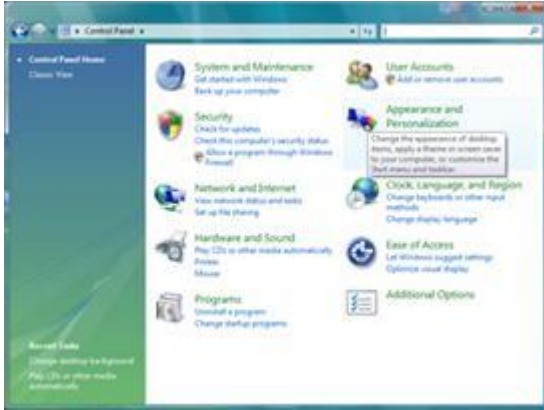 Control Panel
Control Panel Home
Classic View
System and Maintenance
Get started with Windows
Back up your computer
Security
Check for updates
Check this computer's security status
Allow a program through Windows
Firewall
Network and Internet
View network status and tasks
Set up file sharing
Hardware and Sound
Play CDs or other media automatically
Printer
Mouse
Programs
Uninstall a program
Change startup programs
User Accounts
Add or remove user accounts
Appearance and
Personalization
Change the appearance of desktop
items, apply a theme or screen saver
to your computer, or customize the
Start menu and taskbar.
Clock, Language, and Region
Change keyboards or other input
methods
Change display language
Ease of Access
Let Windows suggest settings
Optimize visual display
Additional Options
Recent Tasks
Change desktop background
Play CDs or other media
automatically